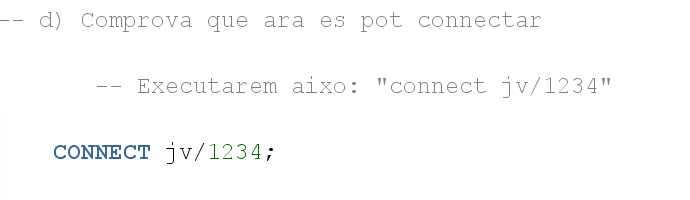 -- d) Comprova que ara es pot connectar
-- Executarem aixo: "connect jv/1234"
CONNECT jv/1234;